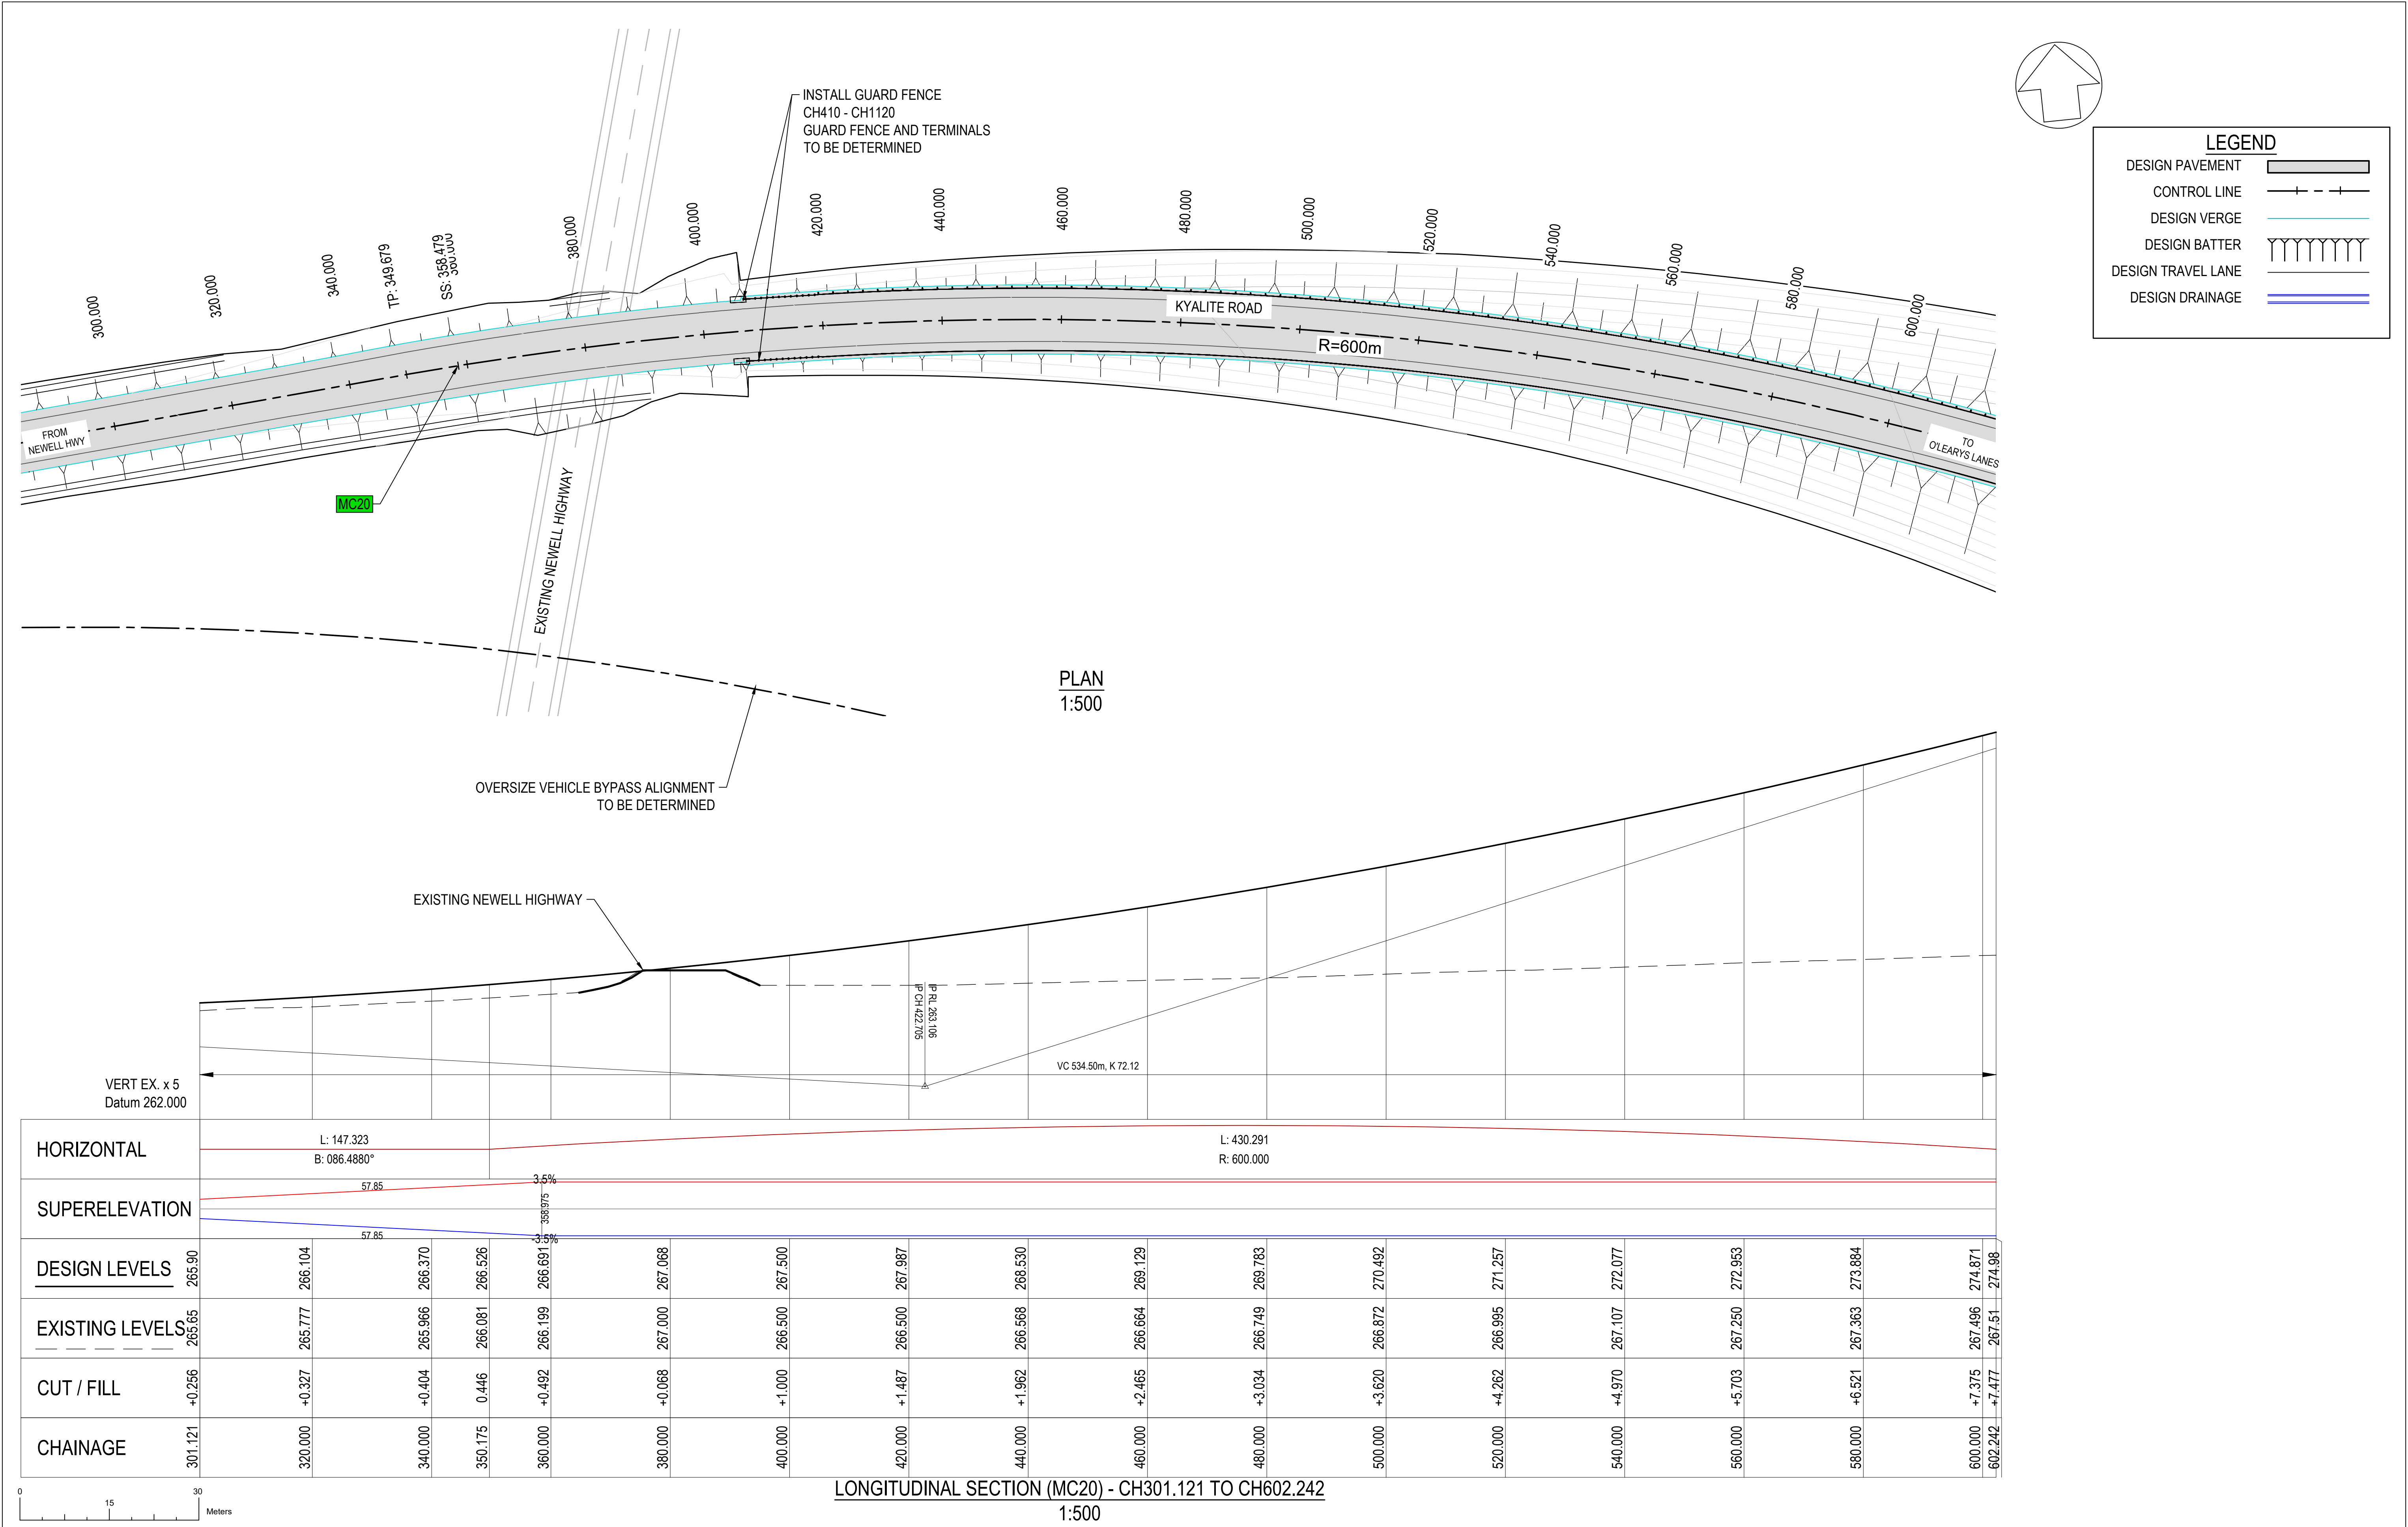 INSTALL GUARD FENCE
CH410 - CH1120
GUARD FENCE AND TERMINALS
TO BE DETERMINED
LEGEND
DESIGN PAVEMENT
CONTROL LINE
DESIGN VERGE
DESIGN BATTER
DESIGN TRAVEL LANE
DESIGN DRAINAGE
300.000
320.000
340.000
TP: 349.679
SS: 358.479
360.000
380.000
400.000
420.000
440.000
460.000
480.000
500.000
520.000
540.000
560.000
580.000
600.000
KYALITE ROAD
R=600m
FROM
NEWELL HWY
TO
O'LEARYS LANES
MC20
EXISTING NEWELL HIGHWAY
PLAN
1:500
OVERSIZE VEHICLE BYPASS ALIGNMENT
TO BE DETERMINED
EXISTING NEWELL HIGHWAY
IP CH 422.705
IP RL 263.106
VC 534.50m, K 72.12
VERT EX. x 5
Datum 262.000
HORIZONTAL
L: 147.323
B: 086.4880°
L: 430.291
R: 600.000
SUPERELEVATION
57.85
3.5%
358.975
57.85
-3.5%
DESIGN LEVELS
265.90
266.104
266.370
266.526
266.691
267.068
267.500
267.987
268.530
269.129
269.783
270.492
271.257
272.077
272.953
273.884
274.871
274.98
EXISTING LEVELS
265.65
265.777
265.966
266.081
266.199
267.000
266.500
266.500
266.568
266.664
266.749
266.872
266.995
267.107
267.250
267.363
267.496
267.51
CUT / FILL
+0.256
+0.327
+0.404
0.446
+0.492
+0.068
+1.000
+1.487
+1.962
+2.465
+3.034
+3.620
+4.262
+4.970
+5.703
+6.521
+7.375
+7.477
CHAINAGE
301.121
320.000
340.000
350.175
360.000
380.000
400.000
420.000
440.000
460.000
480.000
500.000
520.000
540.000
560.000
580.000
600.000
602.242
LONGITUDINAL SECTION (MC20) - CH301.121 TO CH602.242
1:500
0
15
30
Meters